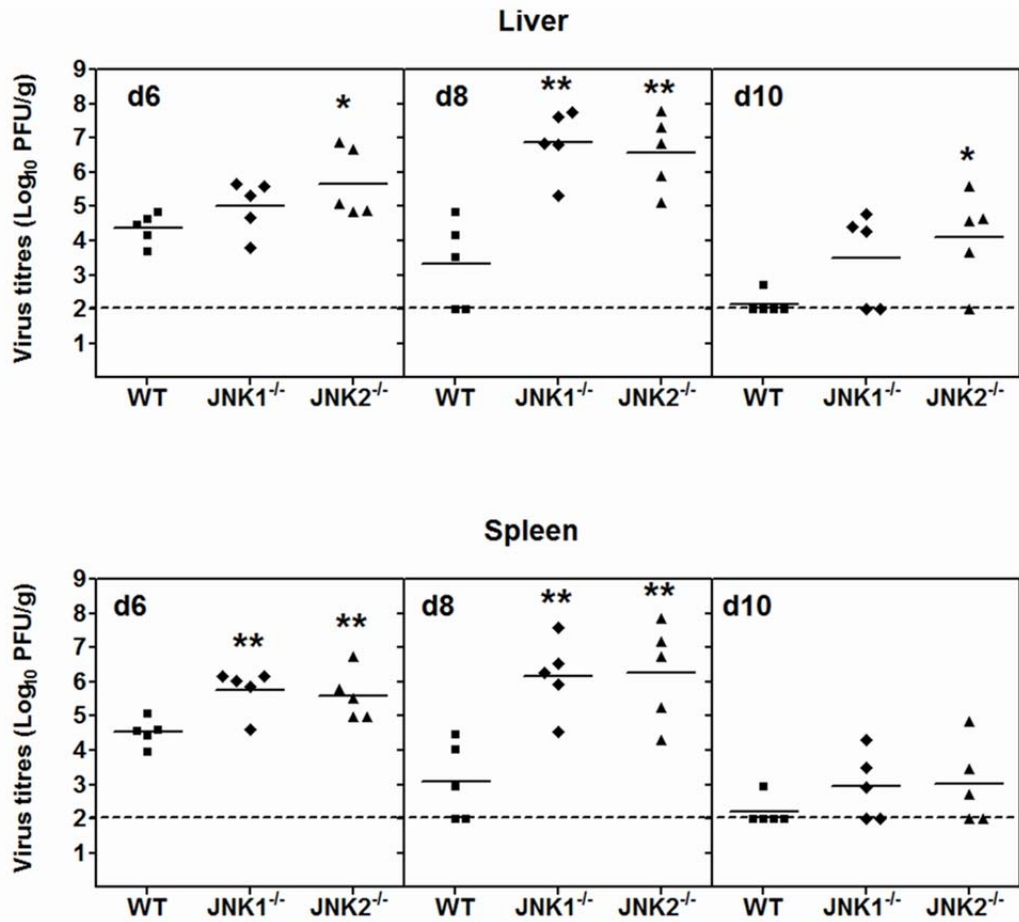 Liver
Virus titres (Log₁₀ PFU/g)
9
8
7
6
5
4
3
2
1
d6
*
d8
**
**
d10
*
WT
JNK1⁻/⁻
JNK2⁻/⁻
WT
JNK1⁻/⁻
JNK2⁻/⁻
WT
JNK1⁻/⁻
JNK2⁻/⁻
Spleen
Virus titres (Log₁₀ PFU/g)
9
8
7
6
5
4
3
2
1
d6
**
**
d8
**
**
d10
WT
JNK1⁻/⁻
JNK2⁻/⁻
WT
JNK1⁻/⁻
JNK2⁻/⁻
WT
JNK1⁻/⁻
JNK2⁻/⁻